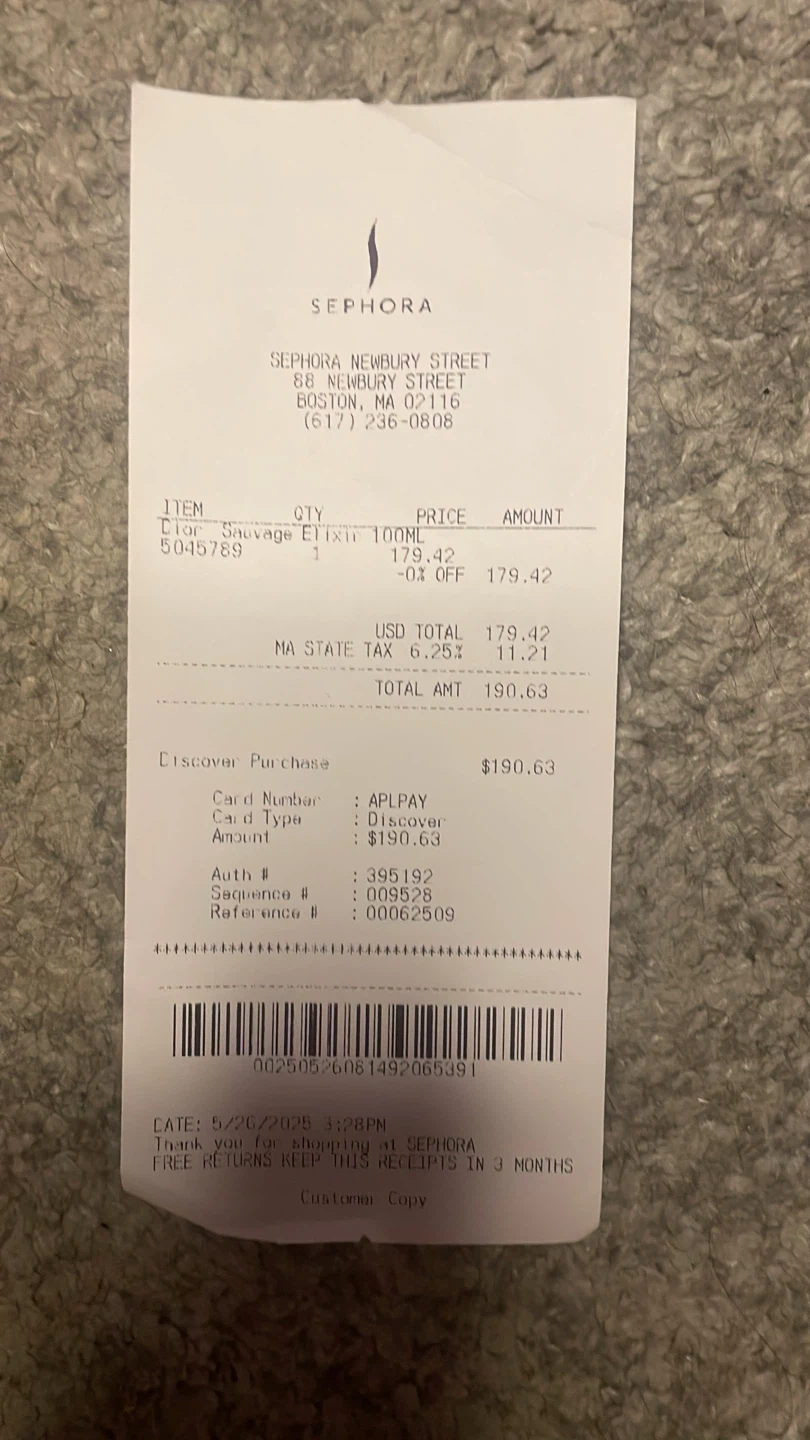 SEPHORA
SEPHORA NEWBURY STREET
88 NEWBURY STREET
BOSTON, MA 02116
(617) 236-0808
ITEM QTY PRICE AMOUNT
Dior Sauvage Elixir 100ML
5045789 1 179.42
-0% OFF 179.42
USD TOTAL 179.42
MA STATE TAX 6.25% 11.21
TOTAL AMT 190.63
Discover Purchase $190.63
Card Number : APLPAY
Card Type : Discover
Amount : $190.63
Auth # : 395192
Sequence # : 009528
Reference # : 00062509
******************************************
00250526081492065391
DATE: 5/26/2025 3:28PM
Thank you for shopping at SEPHORA
FREE RETURNS KEEP THIS RECEIPTS IN 3 MONTHS
Customer Copy